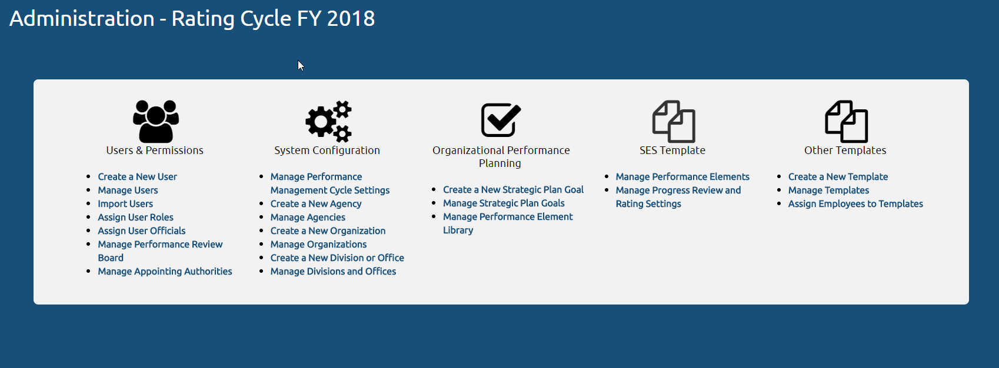 Administration - Rating Cycle FY 2018
Users & Permissions
Create a New User
Manage Users
Import Users
Assign User Roles
Assign User Officials
Manage Performance Review
Board
Manage Appointing Authorities
System Configuration
Manage Performance
Management Cycle Settings
Create a New Agency
Manage Agencies
Create a New Organization
Manage Organizations
Create a New Division or Office
Manage Divisions and Offices
Organizational Performance
Planning
Create a New Strategic Plan Goal
Manage Strategic Plan Goals
Manage Performance Element
Library
SES Template
Manage Performance Elements
Manage Progress Review and
Rating Settings
Other Templates
Create a New Template
Manage Templates
Assign Employees to Templates